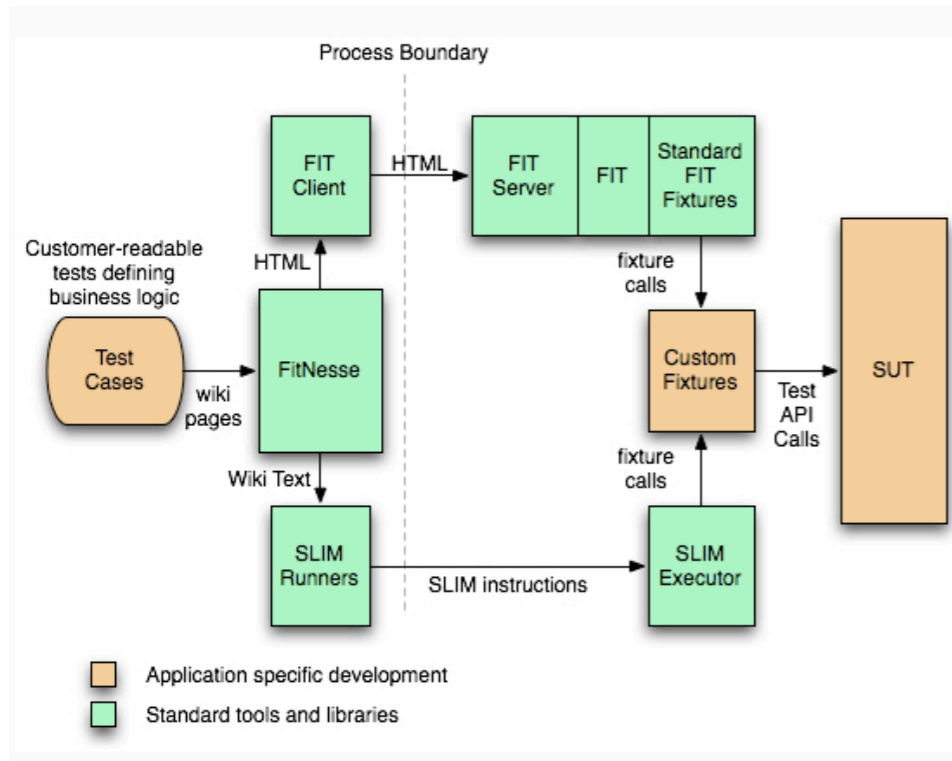 Process Boundary
FIT
Client
HTML
FIT
Server
FIT
Standard
FIT
Fixtures
Customer-readable
tests defining
business logic
HTML
fixture
calls
Test
Cases
wiki
pages
FitNesse
Custom
Fixtures
Test
API
Calls
SUT
Wiki Text
fixture
calls
SLIM
Runners
SLIM instructions
SLIM
Executor
Application specific development
Standard tools and libraries